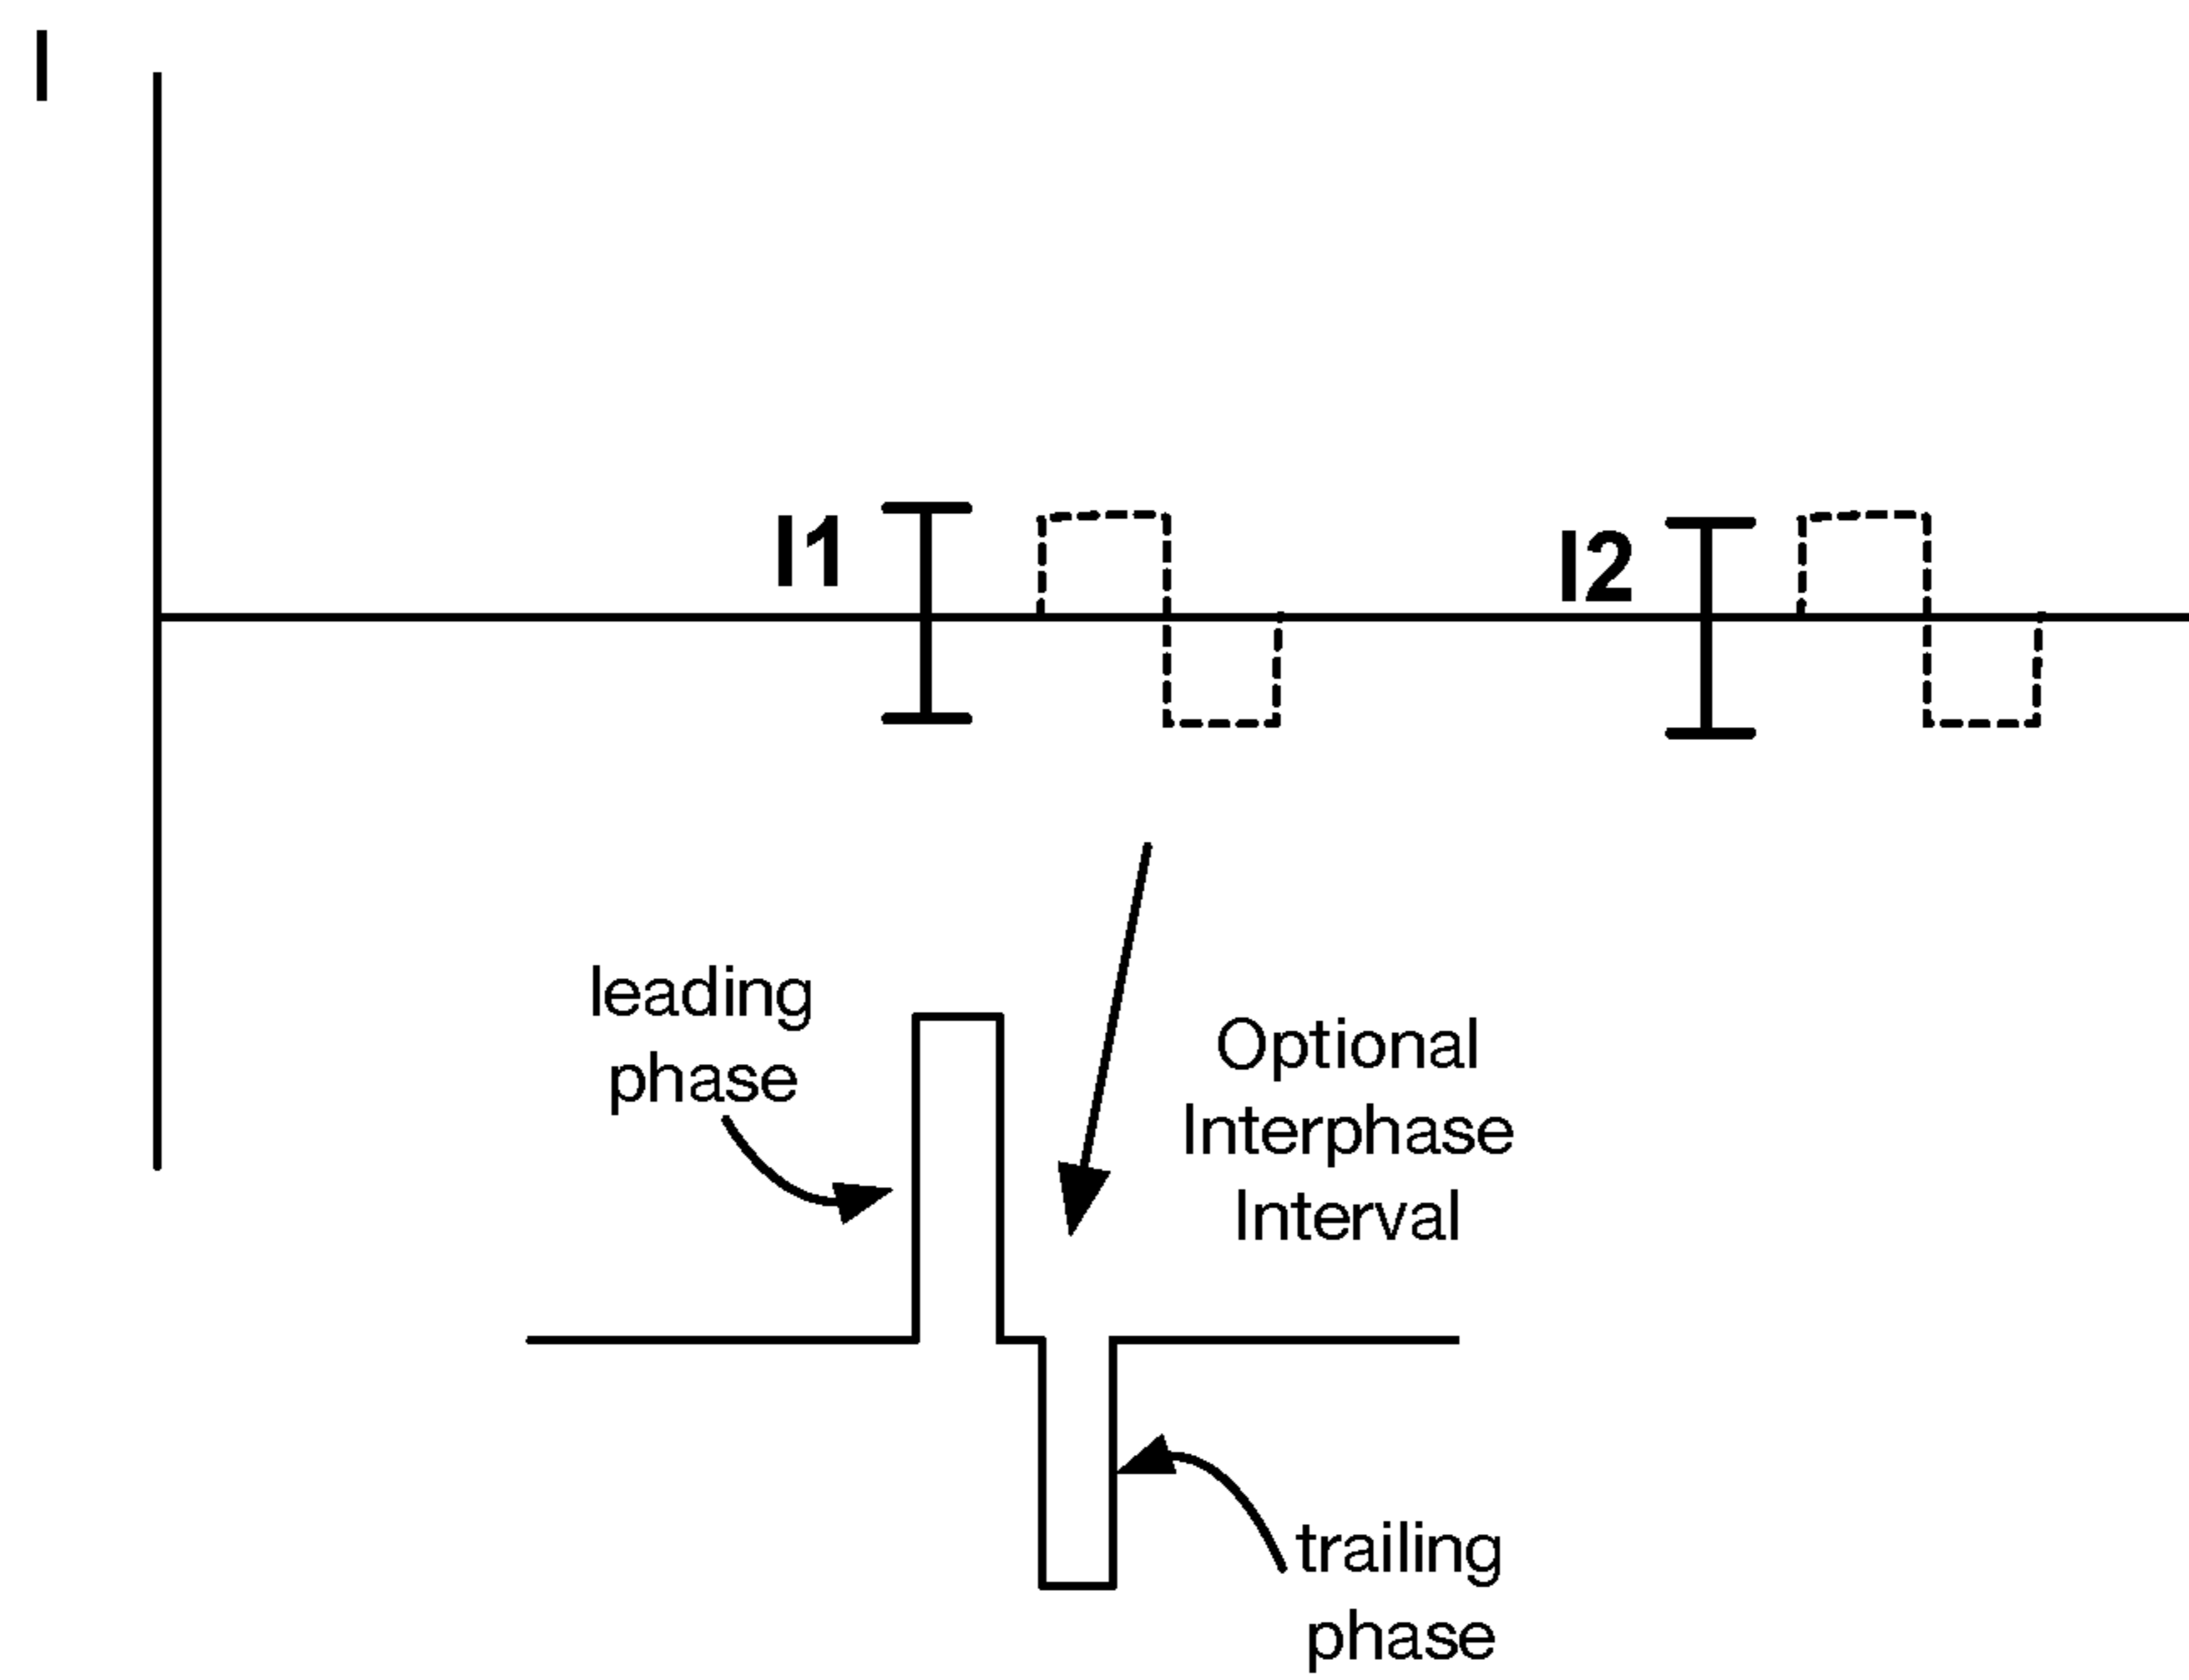 I
I1
I2
leading
phase
Optional
Interphase
Interval
trailing
phase